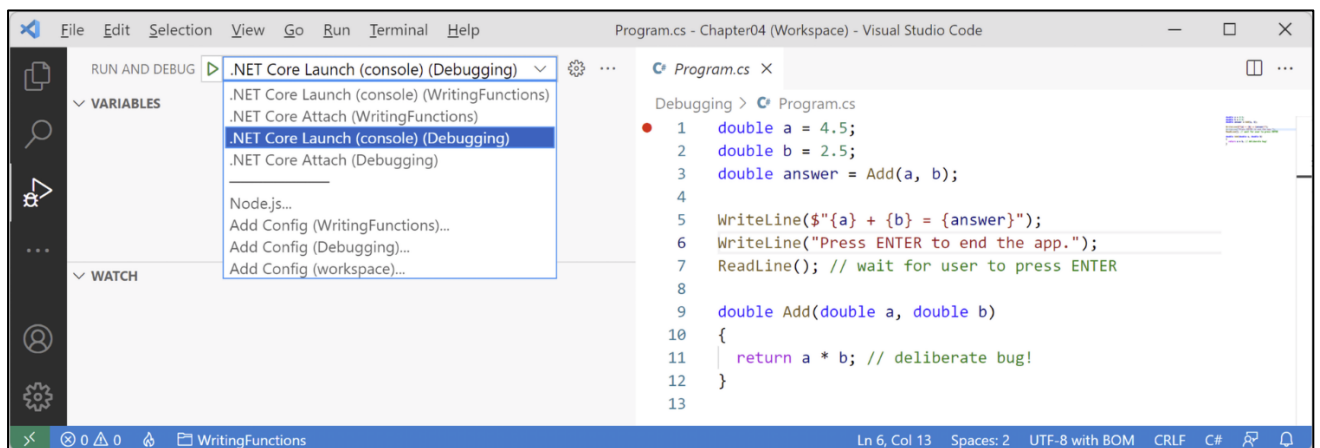 File Edit Selection View Go Run Terminal Help
Program.cs - Chapter04 (Workspace) - Visual Studio Code
RUN AND DEBUG
.NET Core Launch (console) (Debugging)
.NET Core Launch (console) (WritingFunctions)
.NET Core Attach (WritingFunctions)
.NET Core Launch (console) (Debugging)
.NET Core Attach (Debugging)
Node.js...
Add Config (WritingFunctions)...
Add Config (Debugging)...
Add Config (workspace)...
VARIABLES
WATCH
C# Program.cs
Debugging > C# Program.cs
1 double a = 4.5;
2 double b = 2.5;
3 double answer = Add(a, b);
4
5 WriteLine($"{a} + {b} = {answer}");
6 WriteLine("Press ENTER to end the app.");
7 ReadLine(); // wait for user to press ENTER
8
9 double Add(double a, double b)
10 {
11 return a * b; // deliberate bug!
12 }
13
0 0 WritingFunctions
Ln 6, Col 13 Spaces: 2 UTF-8 with BOM CRLF C#